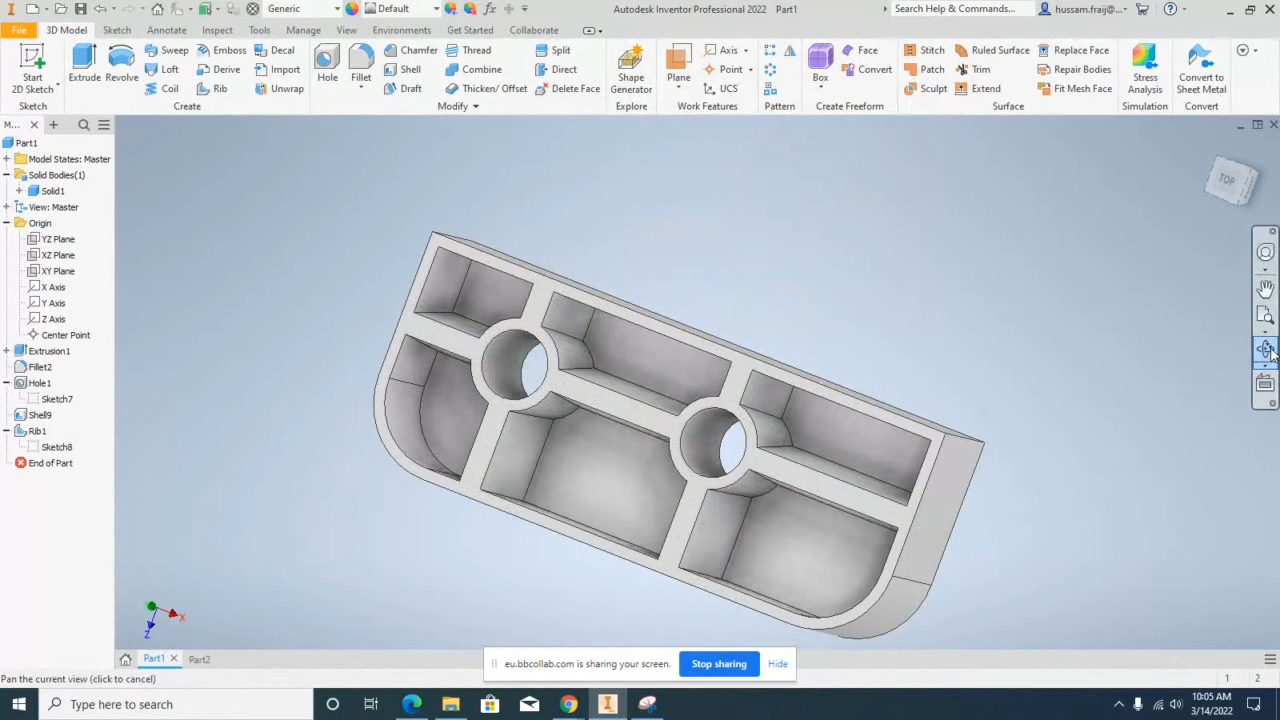 Generic
Default
Autodesk Inventor Professional 2022 Part1
Search Help & Commands...
hussam.fraij@...
File 3D Model Sketch Annotate Inspect Tools Manage View Environments Get Started Collaborate
Start
2D Sketch
Sketch
Extrude
Revolve
Sweep
Loft
Coil
Emboss
Derive
Rib
Decal
Import
Unwrap
Create
Hole
Fillet
Chamfer
Shell
Draft
Thread
Combine
Thicken/ Offset
Split
Direct
Delete Face
Modify
Shape
Generator
Explore
Plane
Axis
Point
UCS
Work Features
Pattern
Box
Face
Convert
Create Freeform
Stitch
Patch
Sculpt
Ruled Surface
Trim
Extend
Replace Face
Repair Bodies
Fit Mesh Face
Surface
Stress
Analysis
Simulation
Convert to
Sheet Metal
Convert
M...
Part1
Model States: Master
Solid Bodies(1)
Solid1
View: Master
Origin
YZ Plane
XZ Plane
XY Plane
X Axis
Y Axis
Z Axis
Center Point
Extrusion1
Fillet2
Hole1
Sketch7
Shell9
Rib1
Sketch8
End of Part
TOP
X
Z
Part1
Part2
eu.bbcollab.com is sharing your screen.
Stop sharing
Hide
Pan the current view (click to cancel)
1
2
Type here to search
10:05 AM
3/14/2022